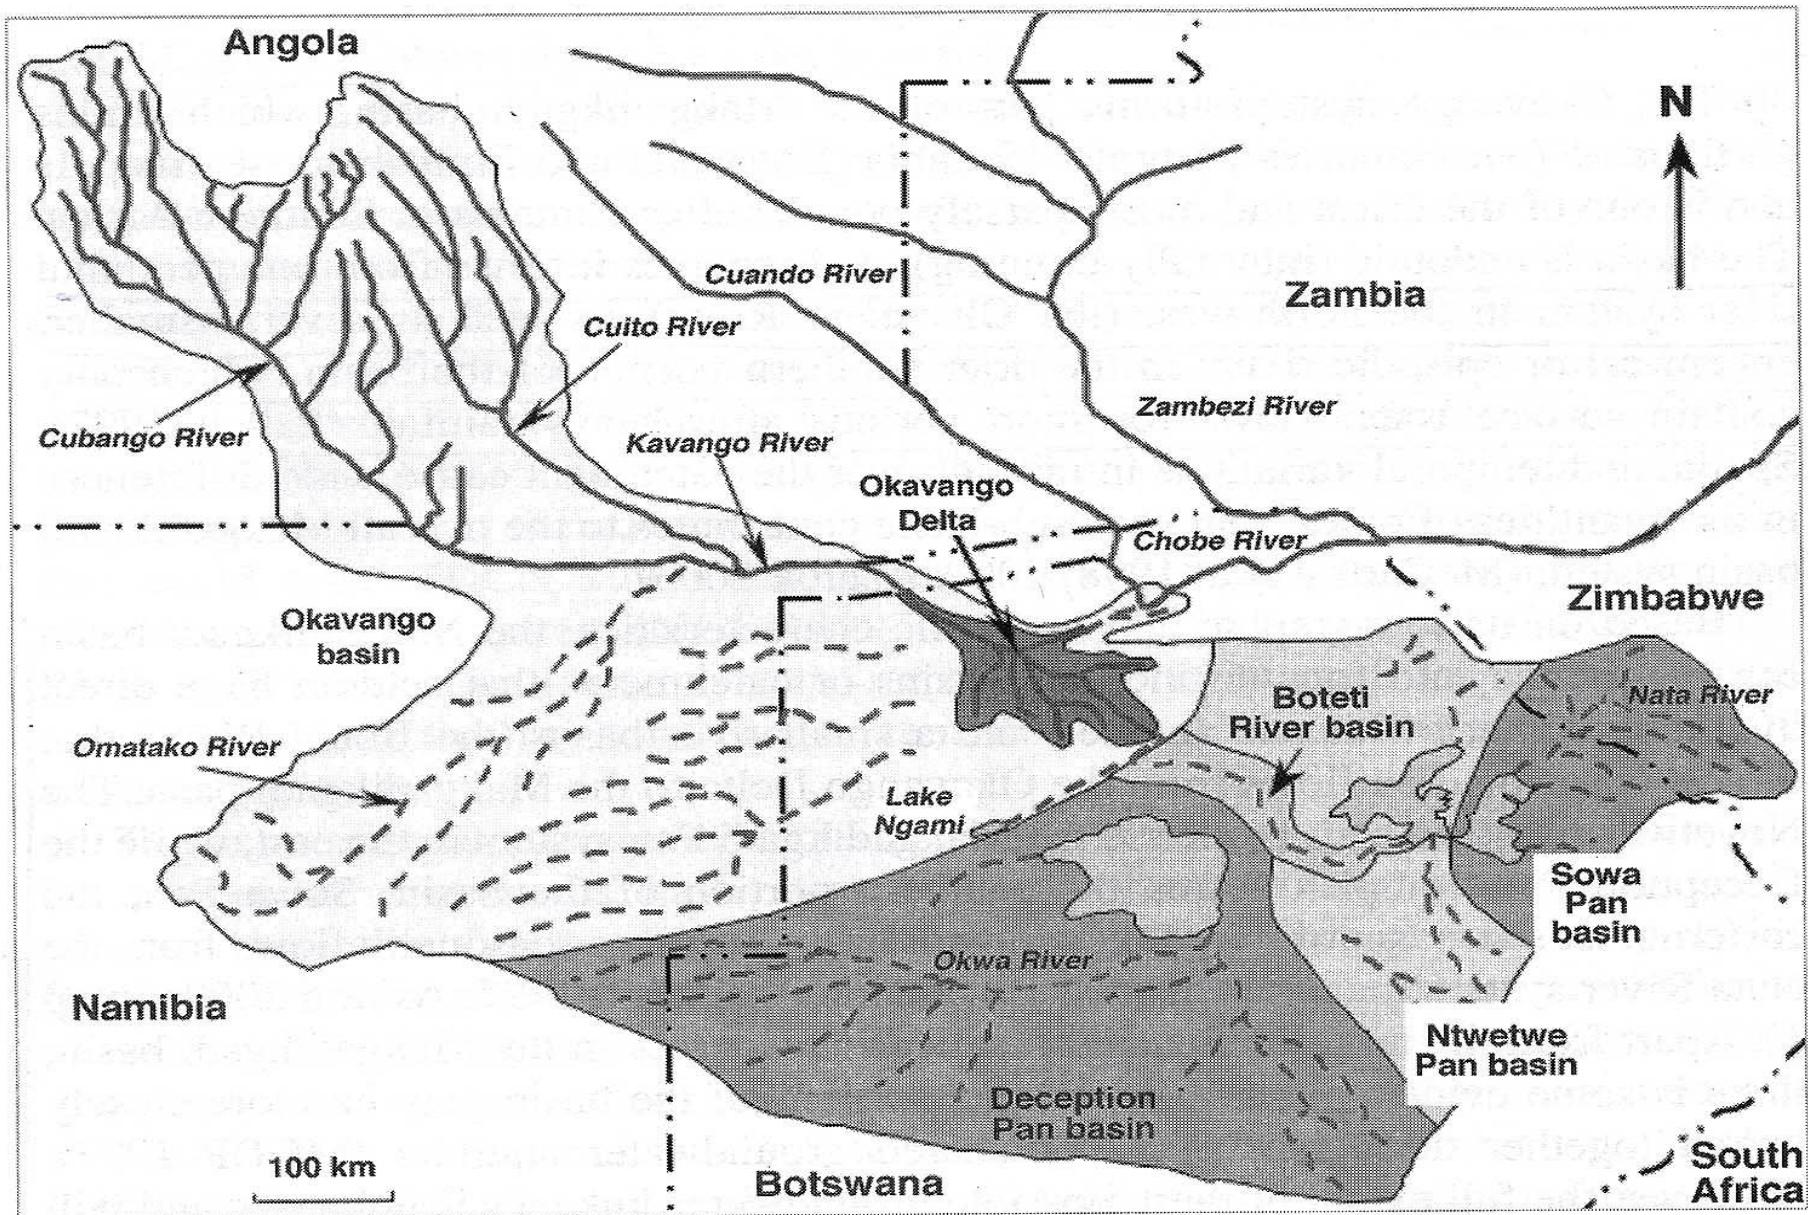 Angola
N
Cuando River
Zambia
Cuito River
Zambezi River
Cubango River
Kavango River
Okavango
Delta
Chobe River
Zimbabwe
Okavango
basin
Boteti
River basin
Nata River
Omatako River
Lake
Ngami
Sowa
Pan
basin
Okwa River
Namibia
Ntwetwe
Pan basin
Deception
Pan basin
100 km
Botswana
South
Africa